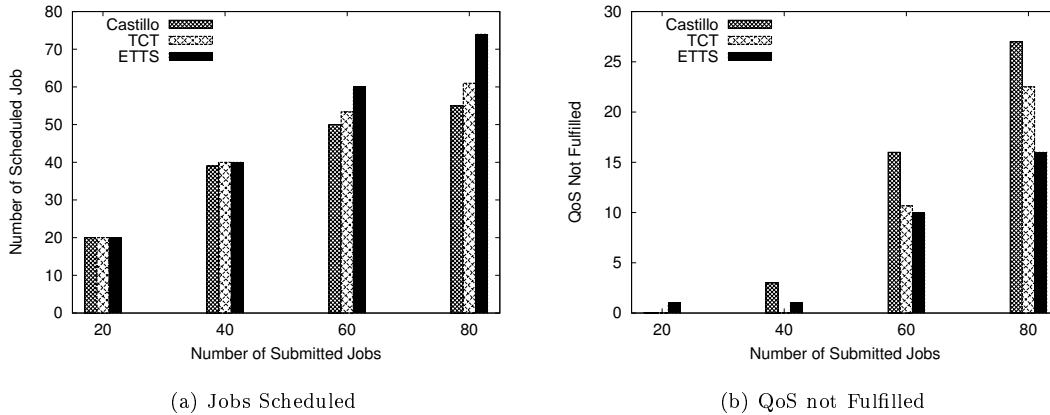 80
70
60
50
40
30
20
10
0
20 40 60 80
Number of Scheduled Job
Number of Submitted Jobs
Castillo
TCT
ETTS
(a) Jobs Scheduled
30
25
20
15
10
5
0
20 40 60 80
QoS Not Fulfilled
Number of Submitted Jobs
Castillo
TCT
ETTS
(b) QoS not Fulfilled